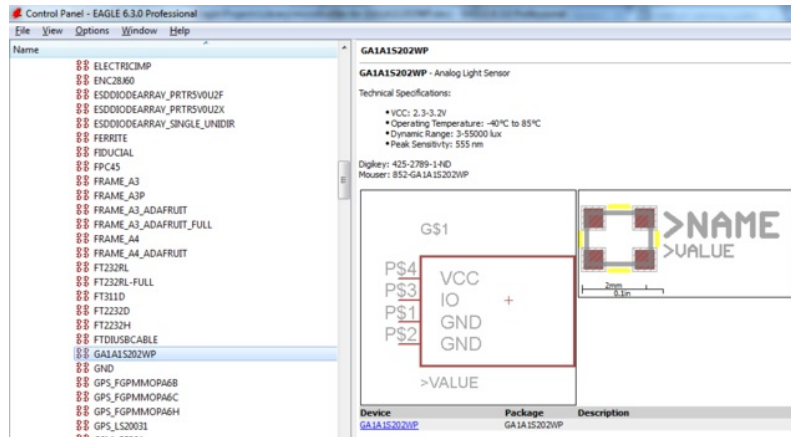 Control Panel - EAGLE 6.3.0 Professional
File View Options Window Help
Name
ELECTRICIMP
ENC28J60
ESDDIODEARRAY_PRTR5V0U2F
ESDDIODEARRAY_PRTR5V0U2X
ESDDIODEARRAY_SINGLE_UNIDIR
FERRITE
FIDUCIAL
FPC45
FRAME_A3
FRAME_A3P
FRAME_A3_ADAFRUIT
FRAME_A3_ADAFRUIT_FULL
FRAME_A4
FRAME_A4_ADAFRUIT
FT232RL
FT232RL-FULL
FT311D
FT2232D
FT2232H
FTDIUSBCABLE
GA1A1S202WP
GND
GPS_FGPMMOPA6B
GPS_FGPMMOPA6C
GPS_FGPMMOPA6H
GPS_LS20031
GA1A1S202WP
GA1A1S202WP - Analog Light Sensor
Technical Specifications:
•VCC: 2.3-3.2V
•Operating Temperature: -40°C to 85°C
•Dynamic Range: 3-55000 lux
•Peak Sensitivty: 555 nm
Digikey: 425-2789-1-ND
Mouser: 852-GA1A1S202WP
G$1
P$4 VCC
P$3 IO
P$1 GND
P$2 GND
>VALUE
>NAME
>VALUE
2mm
0.1in
Device Package Description
GA1A1S202WP GA1A1S202WP